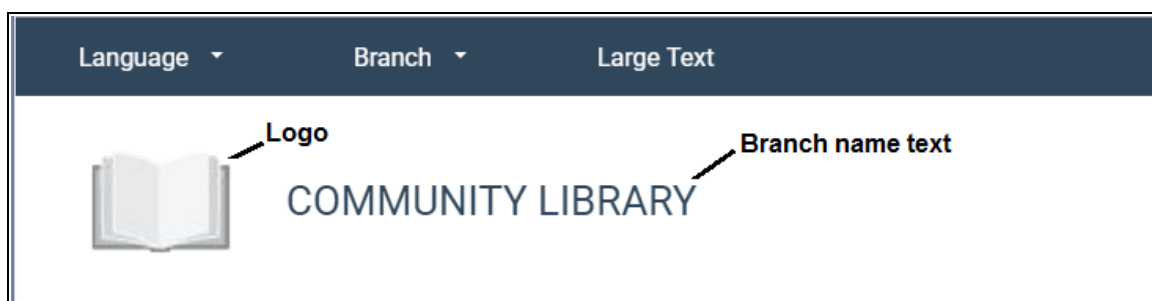 Language Branch Large Text
Logo
Branch name text
COMMUNITY LIBRARY